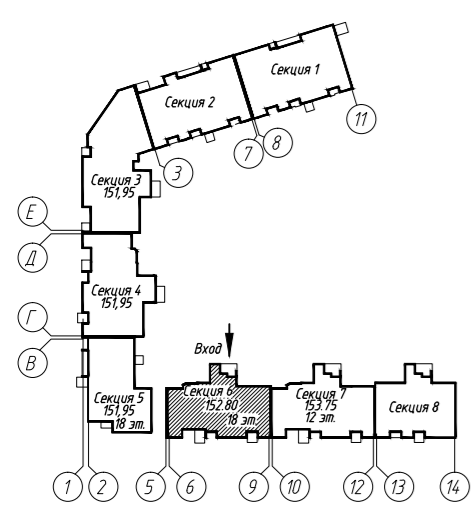 Секция 1
Секция 2
11
7
8
3
Секция 3
151,95
Е
Д
Секция 4
151,95
Г
В
Вход
Секция 5
151,95
18 эт.
Секция 6
152.80
18 эт.
Секция 7
153.75
12 эт.
Секция 8
1
2
5
6
9
10
12
13
14